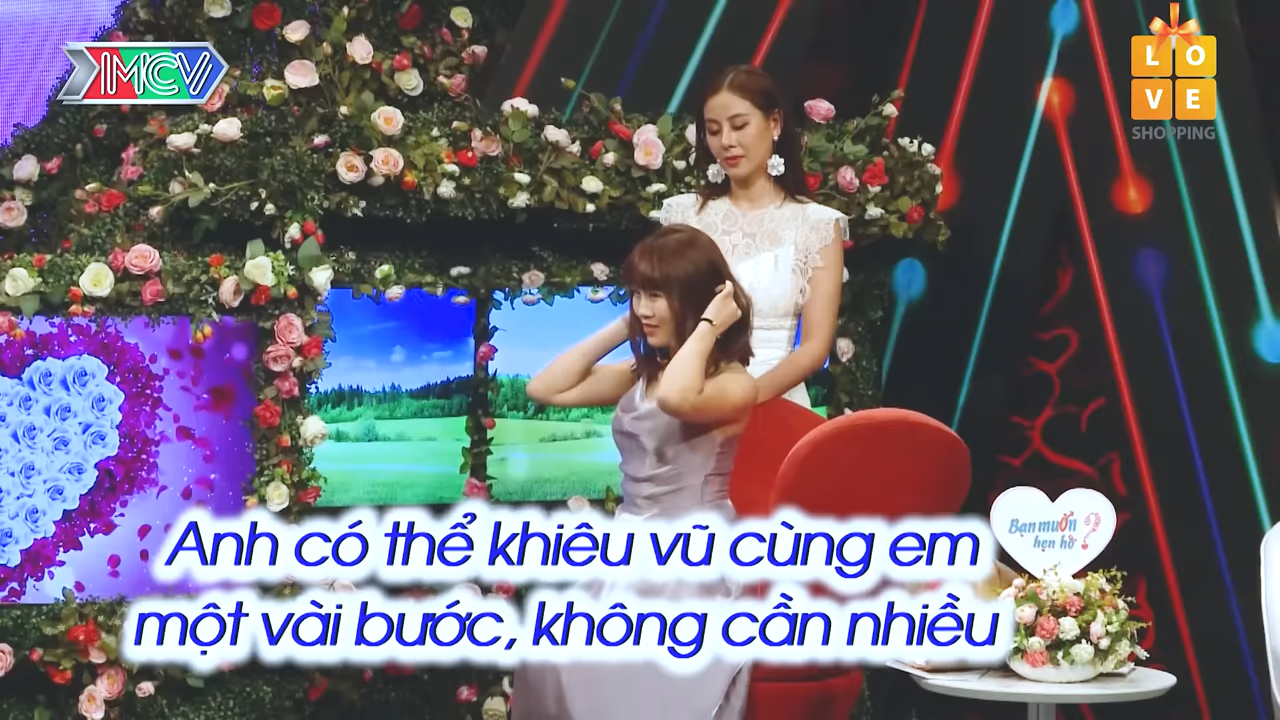 MCV
LOVE
SHOPPING
Bạn muốn
hẹn hò ?
Anh có thể khiêu vũ cùng em
một vài bước, không cần nhiều